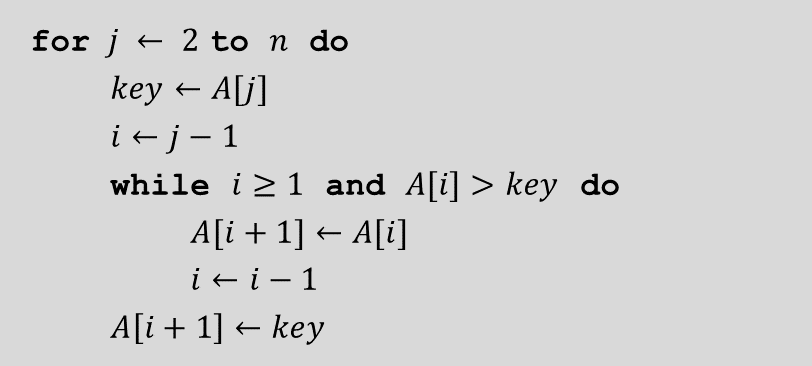 for j ← 2 to n do
key ← A[j]
i ← j − 1
while i ≥ 1 and A[i] > key do
A[i + 1] ← A[i]
i ← i − 1
A[i + 1] ← key